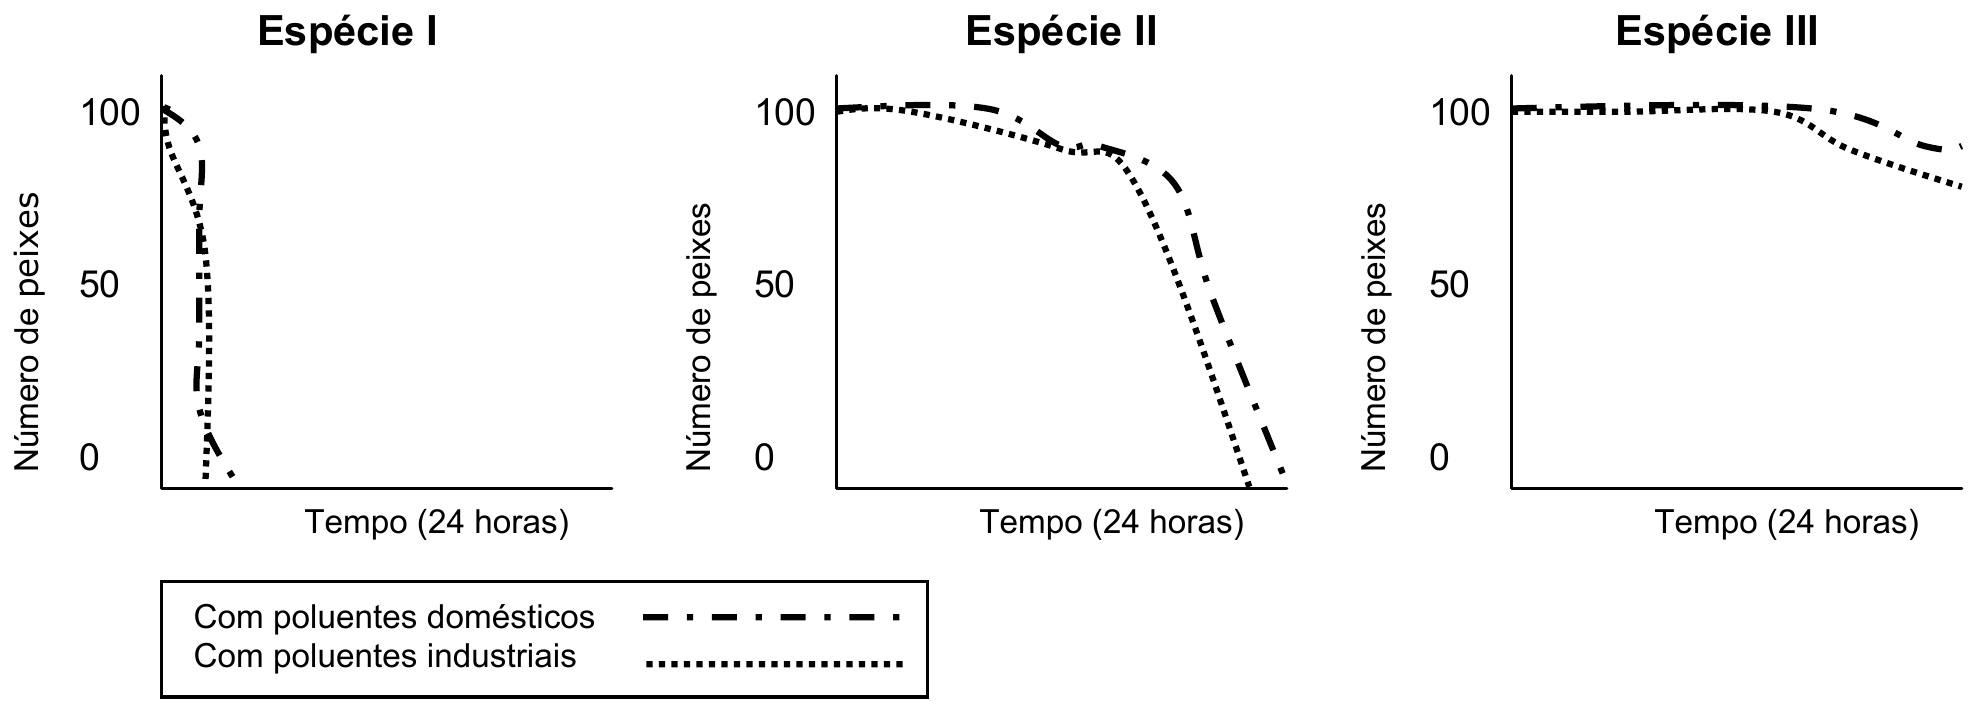 Espécie I
100
50
0
Número de peixes
Tempo (24 horas)
Espécie II
100
50
0
Número de peixes
Tempo (24 horas)
Espécie III
100
50
0
Número de peixes
Tempo (24 horas)
Com poluentes domésticos
Com poluentes industriais